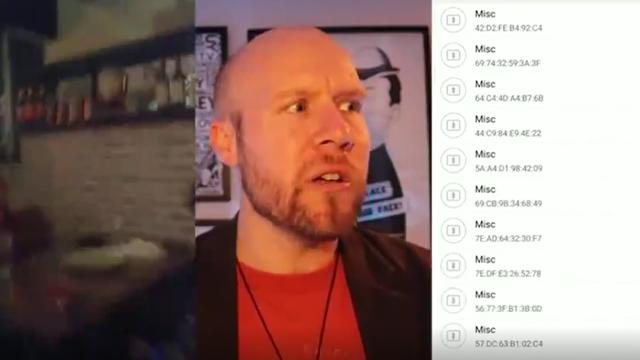 Misc
42:D2:FE:B4:92:C4
Misc
69:74:32:59:3A:3F
Misc
64:C4:4D:A4:B7:6B
Misc
44:C9:84:E9:4E:22
Misc
5A:A4:D1:98:42:09
Misc
69:CB:9B:34:68:49
Misc
7E:AD:64:32:30:F7
Misc
7E:DF:E3:26:52:78
Misc
56:77:3F:B1:3B:0D
Misc
57:DC:63:B1:02:C4